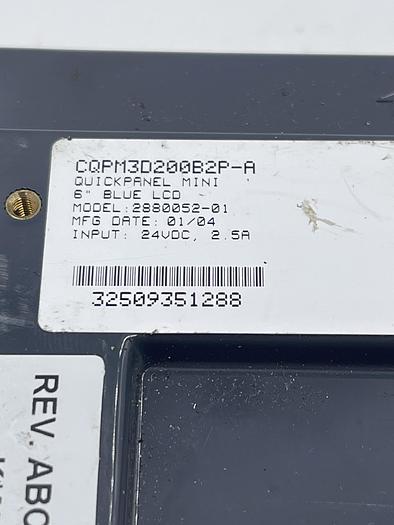 CQPM3D200B2P-A
QUICKPANEL MINI
6" BLUE LCD
MODEL:2880052-01
MFG DATE: 01/04
INPUT: 24VDC, 2.5A
32509351288
REV. ABC